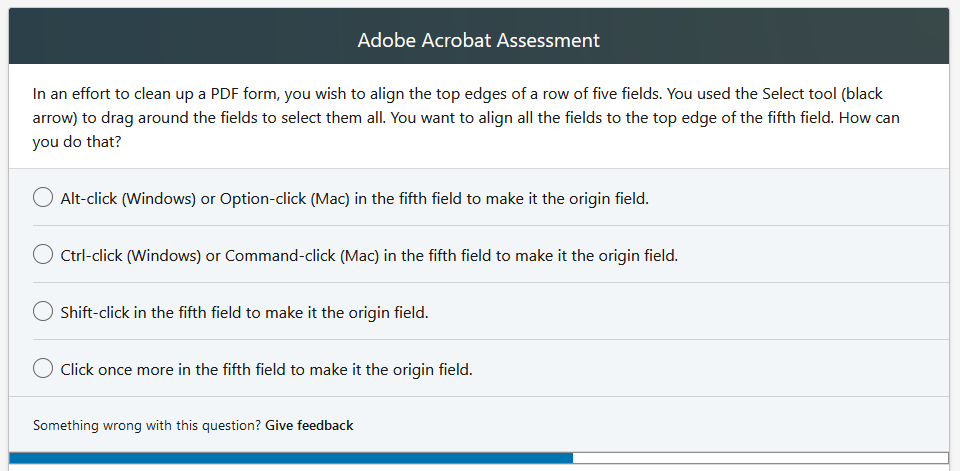 Adobe Acrobat Assessment
In an effort to clean up a PDF form, you wish to align the top edges of a row of five fields. You used the Select tool (black
arrow) to drag around the fields to select them all. You want to align all the fields to the top edge of the fifth field. How can
you do that?
Alt-click (Windows) or Option-click (Mac) in the fifth field to make it the origin field.
Ctrl-click (Windows) or Command-click (Mac) in the fifth field to make it the origin field.
Shift-click in the fifth field to make it the origin field.
Click once more in the fifth field to make it the origin field.
Something wrong with this question? Give feedback